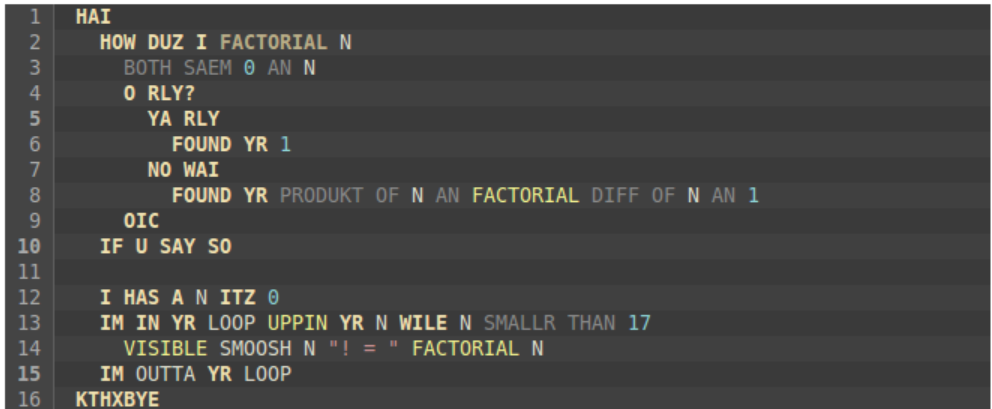 1 HAI
2 HOW DUZ I FACTORIAL N
3 BOTH SAEM 0 AN N
4 O RLY?
5 YA RLY
6 FOUND YR 1
7 NO WAI
8 FOUND YR PRODUKT OF N AN FACTORIAL DIFF OF N AN 1
9 OIC
10 IF U SAY SO
11
12 I HAS A N ITZ 0
13 IM IN YR LOOP UPPIN YR N WILE N SMALLR THAN 17
14 VISIBLE SMOOSH N "! = " FACTORIAL N
15 IM OUTTA YR LOOP
16 KTHXBYE